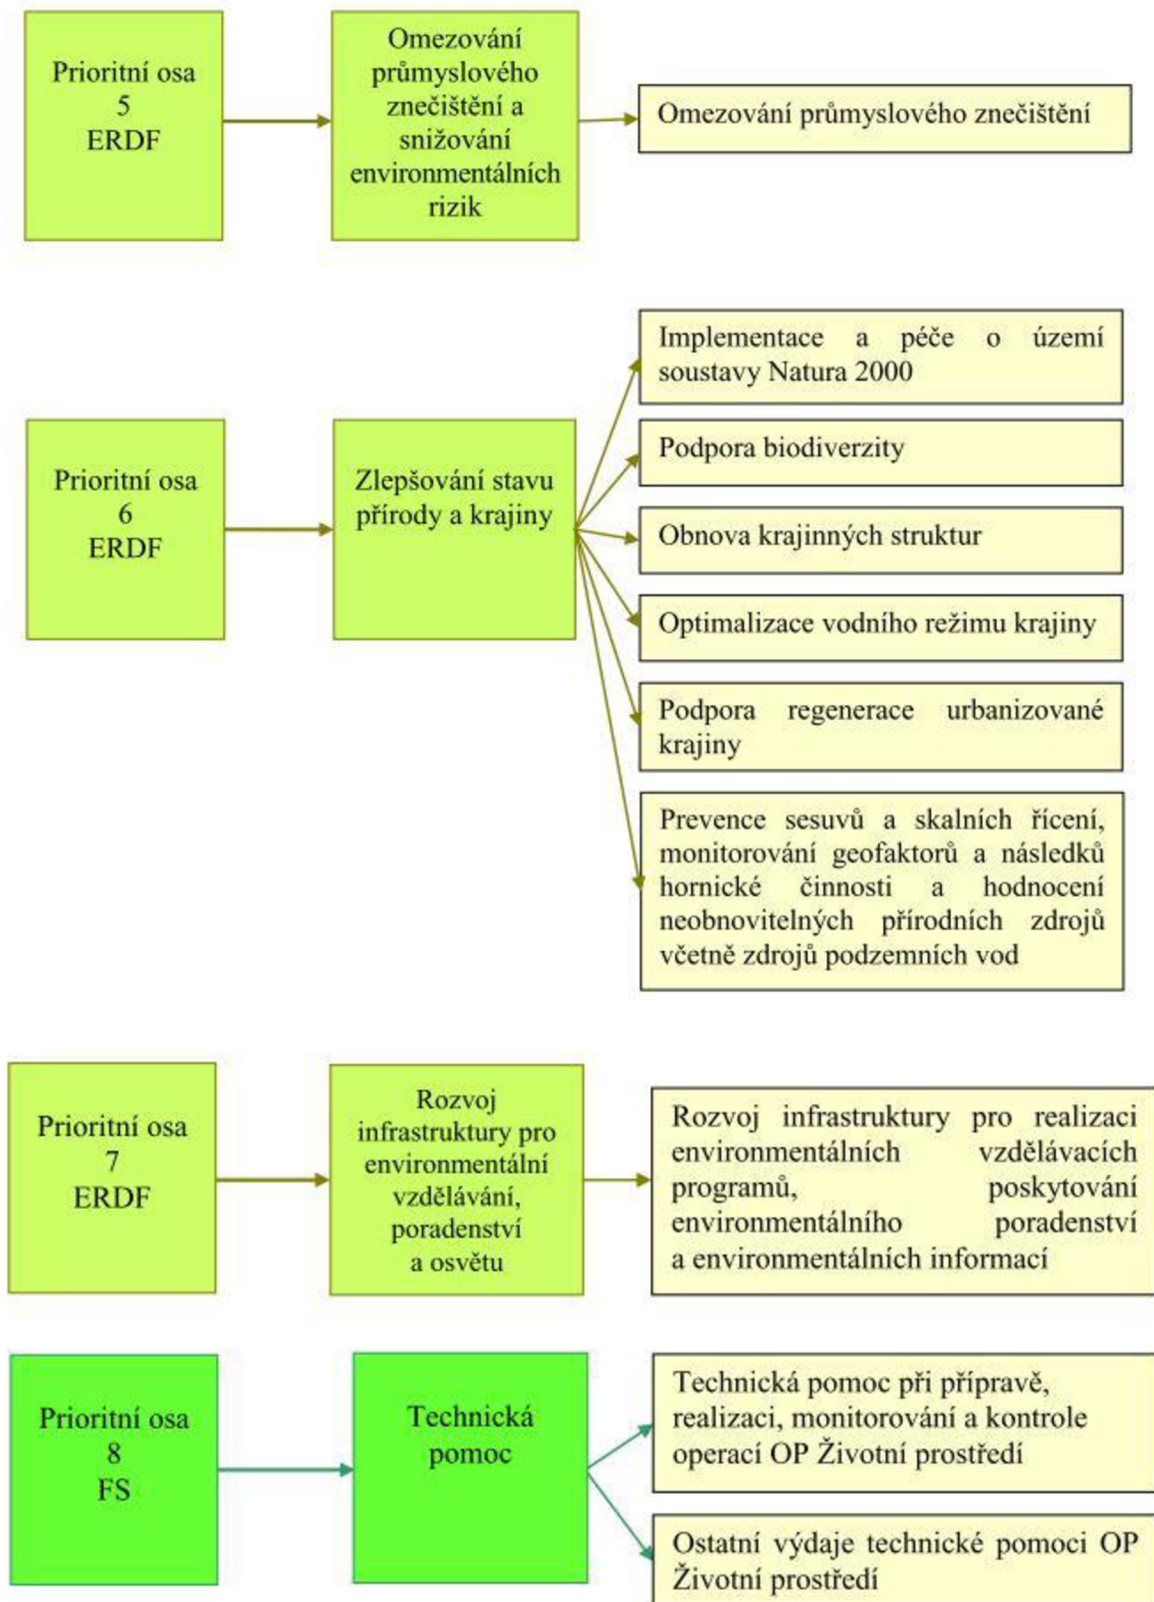 Prioritní osa
5
ERDF
Omezování
průmyslového
znečištění a
snižování
environmentálních
rizik
Omezování průmyslového znečištění
Prioritní osa
6
ERDF
Zlepšování stavu
přírody a krajiny
Implementace a péče o území
soustavy Natura 2000
Podpora biodiverzity
Obnova krajinných struktur
Optimalizace vodního režimu krajiny
Podpora regenerace urbanizované
krajiny
Prevence sesuvů a skalních řícení,
monitorování geofaktorů a následků
hornické činnosti a hodnocení
neobnovitelných přírodních zdrojů
včetně zdrojů podzemních vod
Prioritní osa
7
ERDF
Rozvoj
infrastruktury pro
environmentální
vzdělávání,
poradenství
a osvětu
Rozvoj infrastruktury pro realizaci
environmentálních vzdělávacích
programů, poskytování
environmentálního poradenství
a environmentálních informací
Prioritní osa
8
FS
Technická
pomoc
Technická pomoc při přípravě,
realizaci, monitorování a kontrole
operací OP Životní prostředí
Ostatní výdaje technické pomoci OP
Životní prostředí